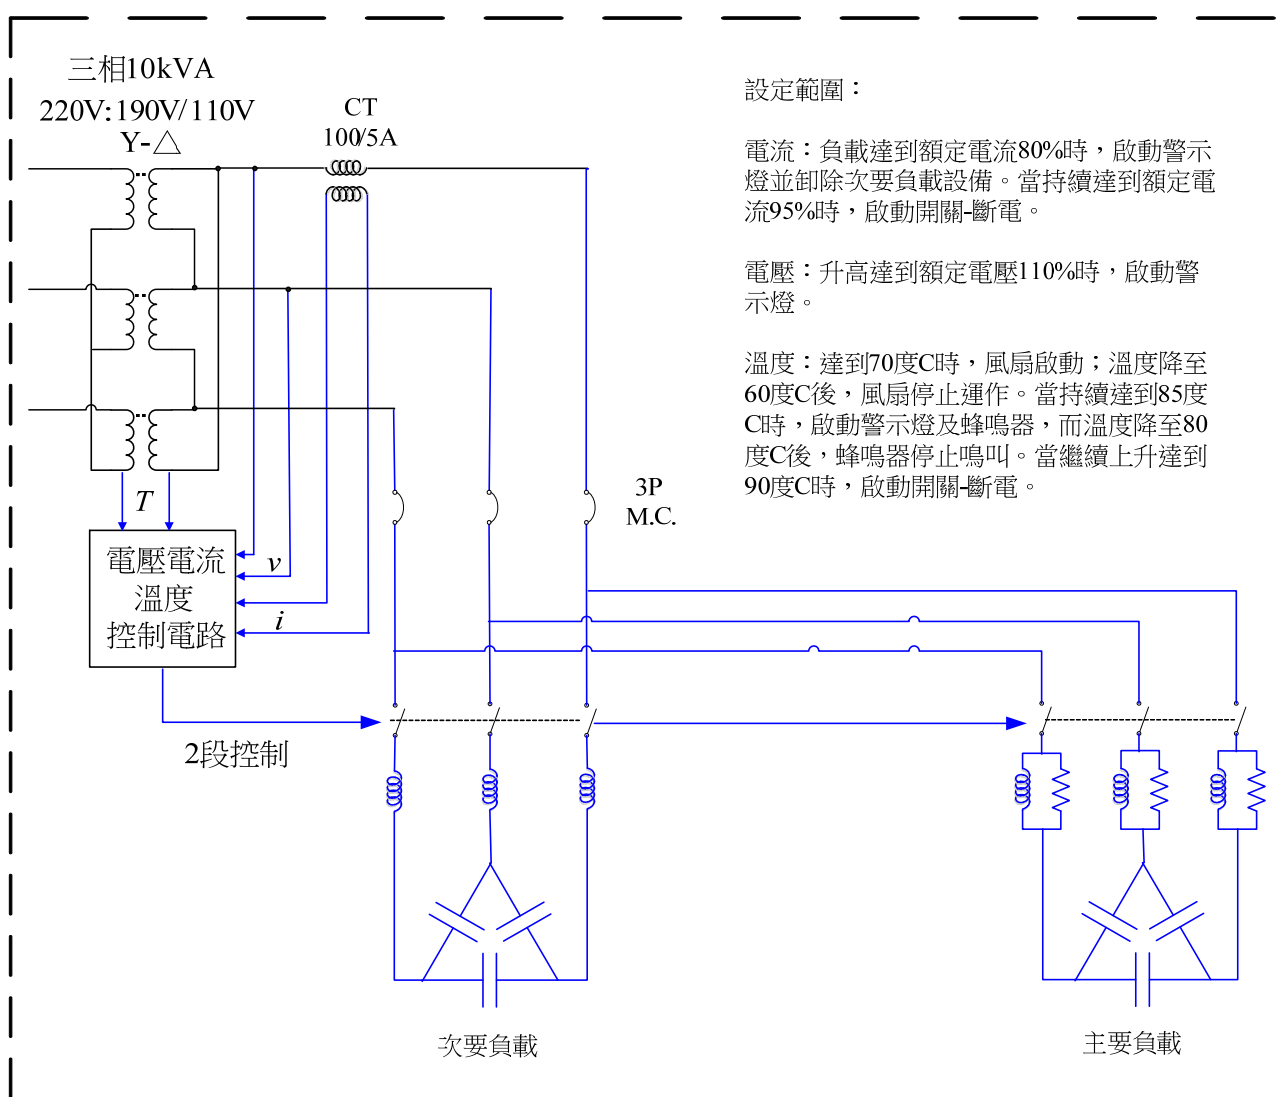 三相10kVA
220V:190V/110V
Y-△
CT
100/5A
設定範圍：
電流：負載達到額定電流80%時，啟動警示
燈並卸除次要負載設備。當持續達到額定電
流95%時，啟動開關-斷電。
電壓：升高達到額定電壓110%時，啟動警
示燈。
溫度：達到70度C時，風扇啟動；溫度降至
60度C後，風扇停止運作。當持續達到85度
C時，啟動警示燈及蜂鳴器，而溫度降至80
度C後，蜂鳴器停止鳴叫。當繼續上升達到
90度C時，啟動開關-斷電。
T
3P
M.C.
電壓電流
溫度
控制電路
v
i
2段控制
次要負載
主要負載